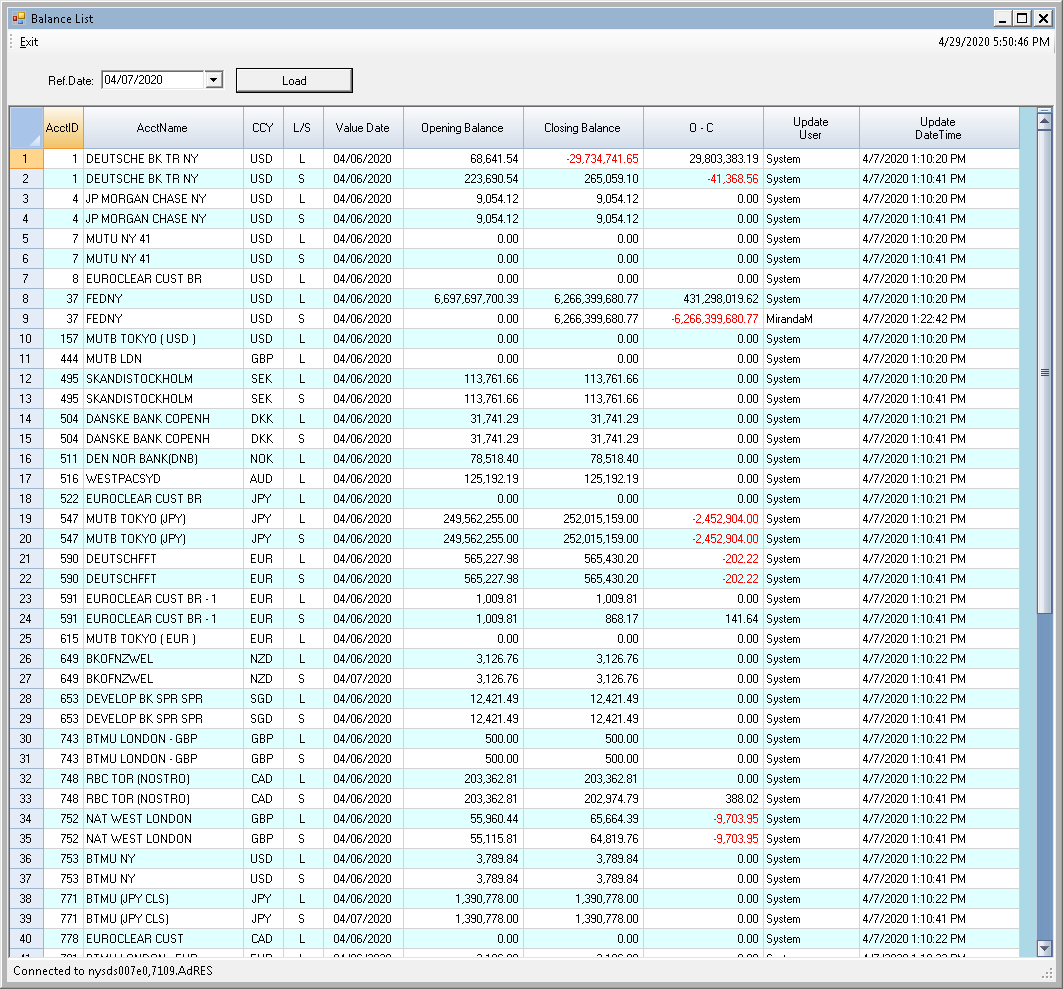 Balance List
Exit 4/29/2020 5:50:46 PM
Ref.Date: 04/07/2020 Load
AcctID AcctName CCY L/S Value Date Opening Balance Closing Balance O - C Update User Update DateTime
1 1 DEUTSCHE BK TR NY USD L 04/06/2020 68,641.54 -29,734,741.65 29,803,383.19 System 4/7/2020 1:10:20 PM
2 1 DEUTSCHE BK TR NY USD S 04/06/2020 223,690.54 265,059.10 -41,368.56 System 4/7/2020 1:10:41 PM
3 4 JP MORGAN CHASE NY USD L 04/06/2020 9,054.12 9,054.12 0.00 System 4/7/2020 1:10:20 PM
4 4 JP MORGAN CHASE NY USD S 04/06/2020 9,054.12 9,054.12 0.00 System 4/7/2020 1:10:41 PM
5 7 MUTU NY 41 USD L 04/06/2020 0.00 0.00 0.00 System 4/7/2020 1:10:20 PM
6 7 MUTU NY 41 USD S 04/06/2020 0.00 0.00 0.00 System 4/7/2020 1:10:41 PM
7 8 EUROCLEAR CUST BR USD L 04/06/2020 0.00 0.00 0.00 System 4/7/2020 1:10:20 PM
8 37 FEDNY USD L 04/06/2020 6,697,697,700.39 6,266,399,680.77 431,298,019.62 System 4/7/2020 1:10:20 PM
9 37 FEDNY USD S 04/06/2020 0.00 6,266,399,680.77 -6,266,399,680.77 MirandaM 4/7/2020 1:22:42 PM
10 157 MUTB TOKYO ( USD ) USD L 04/06/2020 0.00 0.00 0.00 System 4/7/2020 1:10:20 PM
11 444 MUTB LDN GBP L 04/06/2020 0.00 0.00 0.00 System 4/7/2020 1:10:20 PM
12 495 SKANDISTOCKHOLM SEK L 04/06/2020 113,761.66 113,761.66 0.00 System 4/7/2020 1:10:20 PM
13 495 SKANDISTOCKHOLM SEK S 04/06/2020 113,761.66 113,761.66 0.00 System 4/7/2020 1:10:41 PM
14 504 DANSKE BANK COPENH DKK L 04/06/2020 31,741.29 31,741.29 0.00 System 4/7/2020 1:10:21 PM
15 504 DANSKE BANK COPENH DKK S 04/06/2020 31,741.29 31,741.29 0.00 System 4/7/2020 1:10:41 PM
16 511 DEN NOR BANK(DNB) NOK L 04/06/2020 78,518.40 78,518.40 0.00 System 4/7/2020 1:10:21 PM
17 516 WESTPACSYD AUD L 04/06/2020 125,192.19 125,192.19 0.00 System 4/7/2020 1:10:21 PM
18 522 EUROCLEAR CUST BR JPY L 04/06/2020 0.00 0.00 0.00 System 4/7/2020 1:10:21 PM
19 547 MUTB TOKYO (JPY) JPY L 04/06/2020 249,562,255.00 252,015,159.00 -2,452,904.00 System 4/7/2020 1:10:21 PM
20 547 MUTB TOKYO (JPY) JPY S 04/06/2020 249,562,255.00 252,015,159.00 -2,452,904.00 System 4/7/2020 1:10:41 PM
21 590 DEUTSCHFFT EUR L 04/06/2020 565,227.98 565,430.20 -202.22 System 4/7/2020 1:10:21 PM
22 590 DEUTSCHFFT EUR S 04/06/2020 565,227.98 565,430.20 -202.22 System 4/7/2020 1:10:41 PM
23 591 EUROCLEAR CUST BR - 1 EUR L 04/06/2020 1,009.81 1,009.81 0.00 System 4/7/2020 1:10:21 PM
24 591 EUROCLEAR CUST BR - 1 EUR S 04/06/2020 1,009.81 868.17 141.64 System 4/7/2020 1:10:41 PM
25 615 MUTB TOKYO ( EUR ) EUR L 04/06/2020 0.00 0.00 0.00 System 4/7/2020 1:10:21 PM
26 649 BKOFNZWEL NZD L 04/06/2020 3,126.76 3,126.76 0.00 System 4/7/2020 1:10:22 PM
27 649 BKOFNZWEL NZD S 04/07/2020 3,126.76 3,126.76 0.00 System 4/7/2020 1:10:41 PM
28 653 DEVELOP BK SPR SPR SGD L 04/06/2020 12,421.49 12,421.49 0.00 System 4/7/2020 1:10:22 PM
29 653 DEVELOP BK SPR SPR SGD S 04/06/2020 12,421.49 12,421.49 0.00 System 4/7/2020 1:10:41 PM
30 743 BTMU LONDON - GBP GBP L 04/06/2020 500.00 500.00 0.00 System 4/7/2020 1:10:22 PM
31 743 BTMU LONDON - GBP GBP S 04/06/2020 500.00 500.00 0.00 System 4/7/2020 1:10:41 PM
32 748 RBC TOR (NOSTRO) CAD L 04/06/2020 203,362.81 203,362.81 0.00 System 4/7/2020 1:10:22 PM
33 748 RBC TOR (NOSTRO) CAD S 04/06/2020 203,362.81 202,974.79 388.02 System 4/7/2020 1:10:41 PM
34 752 NAT WEST LONDON GBP L 04/06/2020 55,960.44 65,664.39 -9,703.95 System 4/7/2020 1:10:22 PM
35 752 NAT WEST LONDON GBP S 04/06/2020 55,115.81 64,819.76 -9,703.95 System 4/7/2020 1:10:41 PM
36 753 BTMU NY USD L 04/06/2020 3,789.84 3,789.84 0.00 System 4/7/2020 1:10:22 PM
37 753 BTMU NY USD S 04/06/2020 3,789.84 3,789.84 0.00 System 4/7/2020 1:10:41 PM
38 771 BTMU (JPY CLS) JPY L 04/06/2020 1,390,778.00 1,390,778.00 0.00 System 4/7/2020 1:10:22 PM
39 771 BTMU (JPY CLS) JPY S 04/07/2020 1,390,778.00 1,390,778.00 0.00 System 4/7/2020 1:10:41 PM
40 778 EUROCLEAR CUST CAD L 04/06/2020 0.00 0.00 0.00 System 4/7/2020 1:10:22 PM
Connected to nysds007e0,7109.AdRES